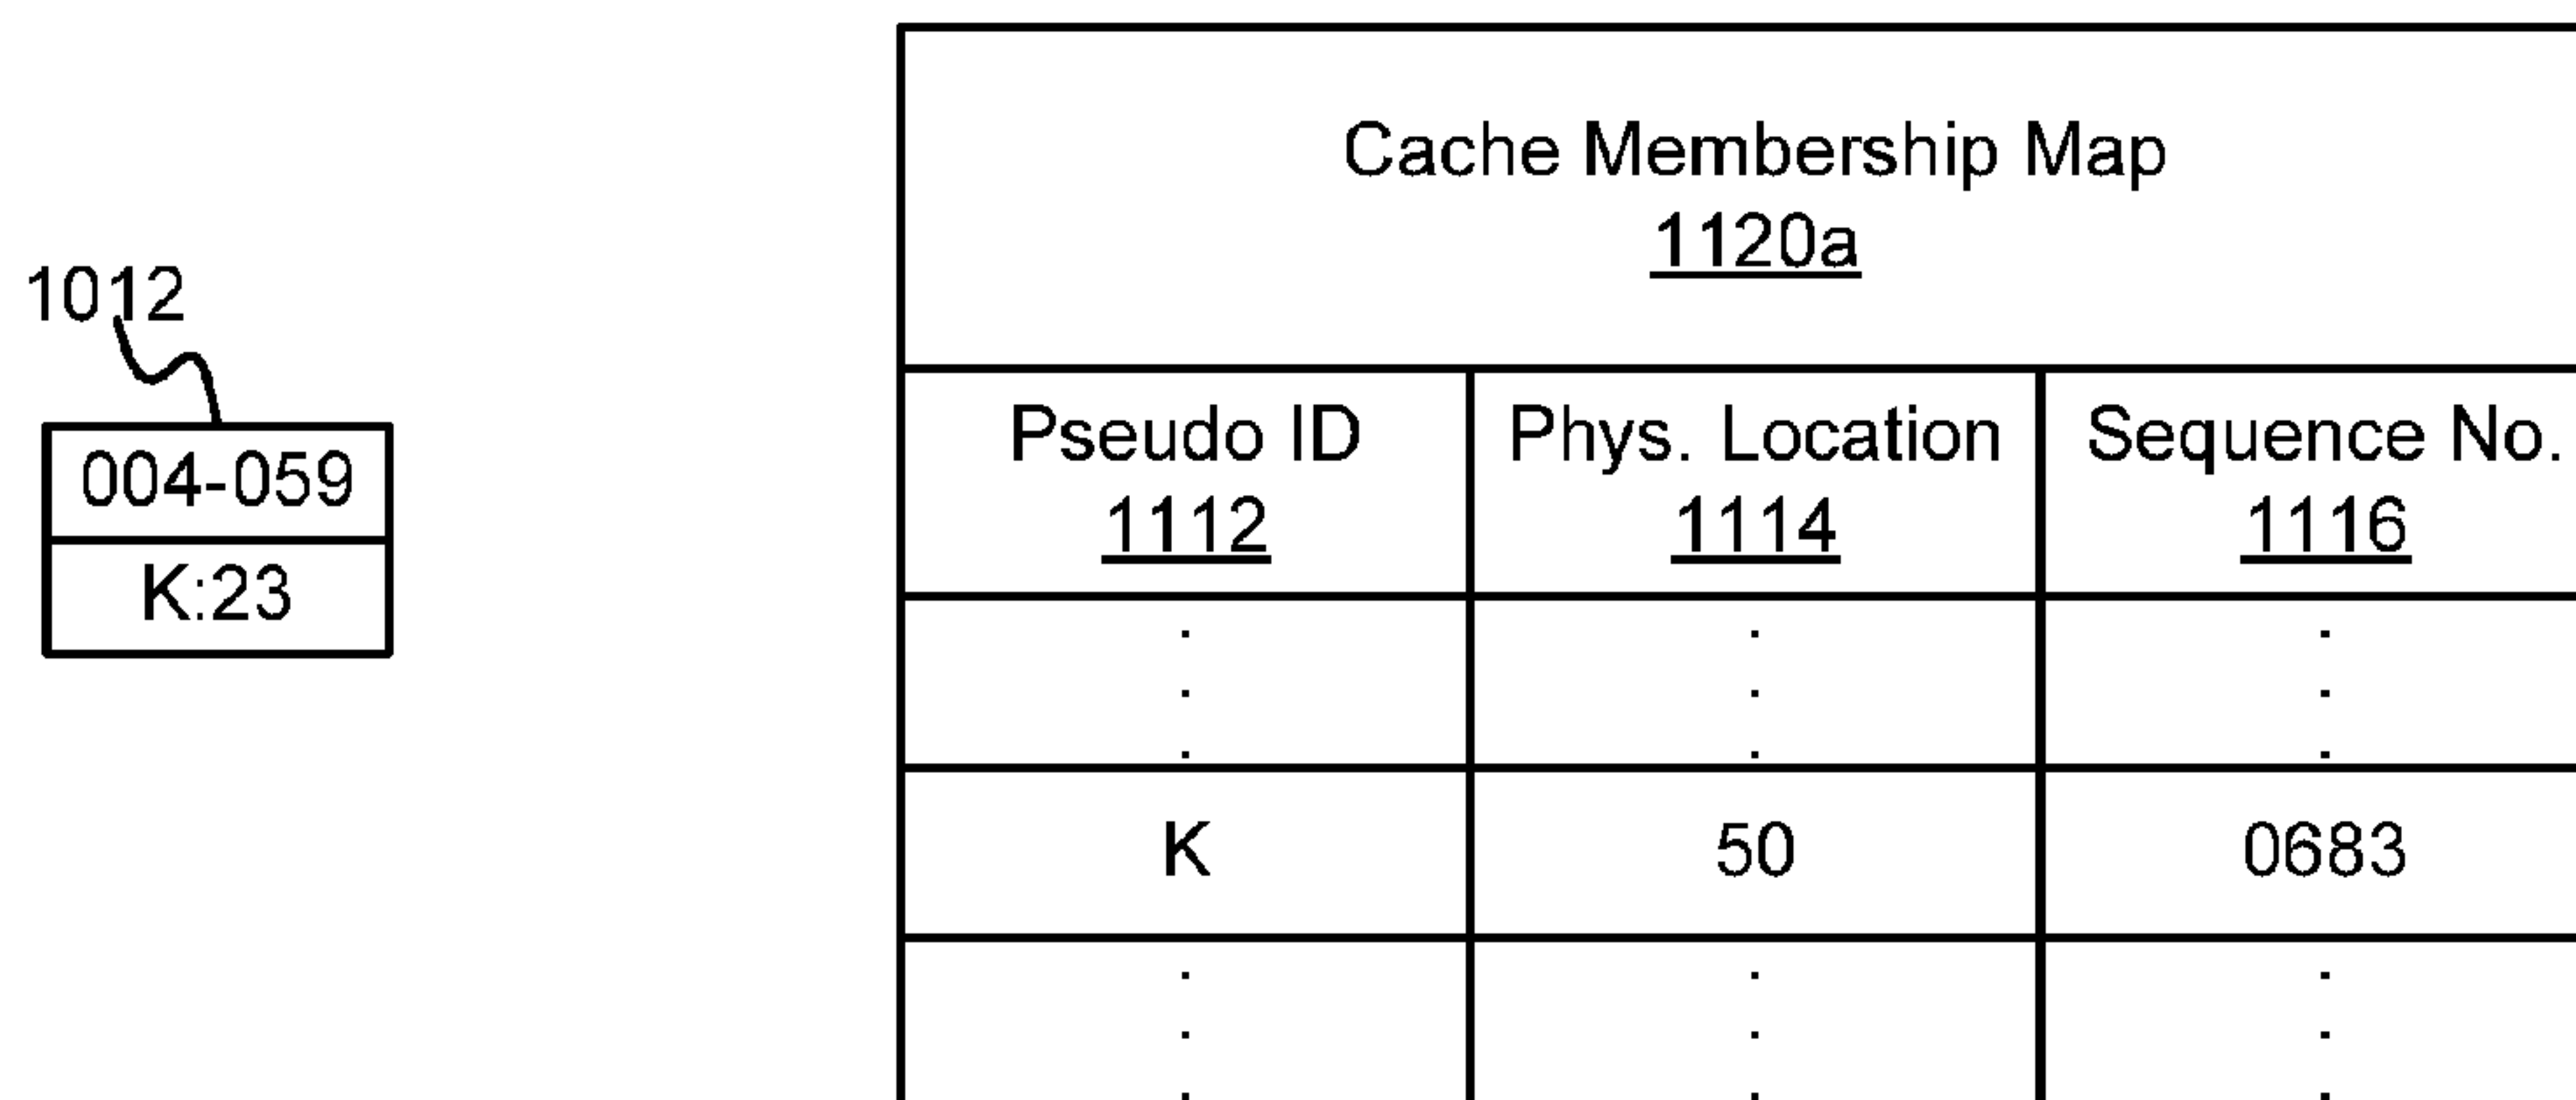 1012
004-059
K:23
Cache Membership Map
1120a
Pseudo ID
1112
Phys. Location
1114
Sequence No.
1116
K
50
0683